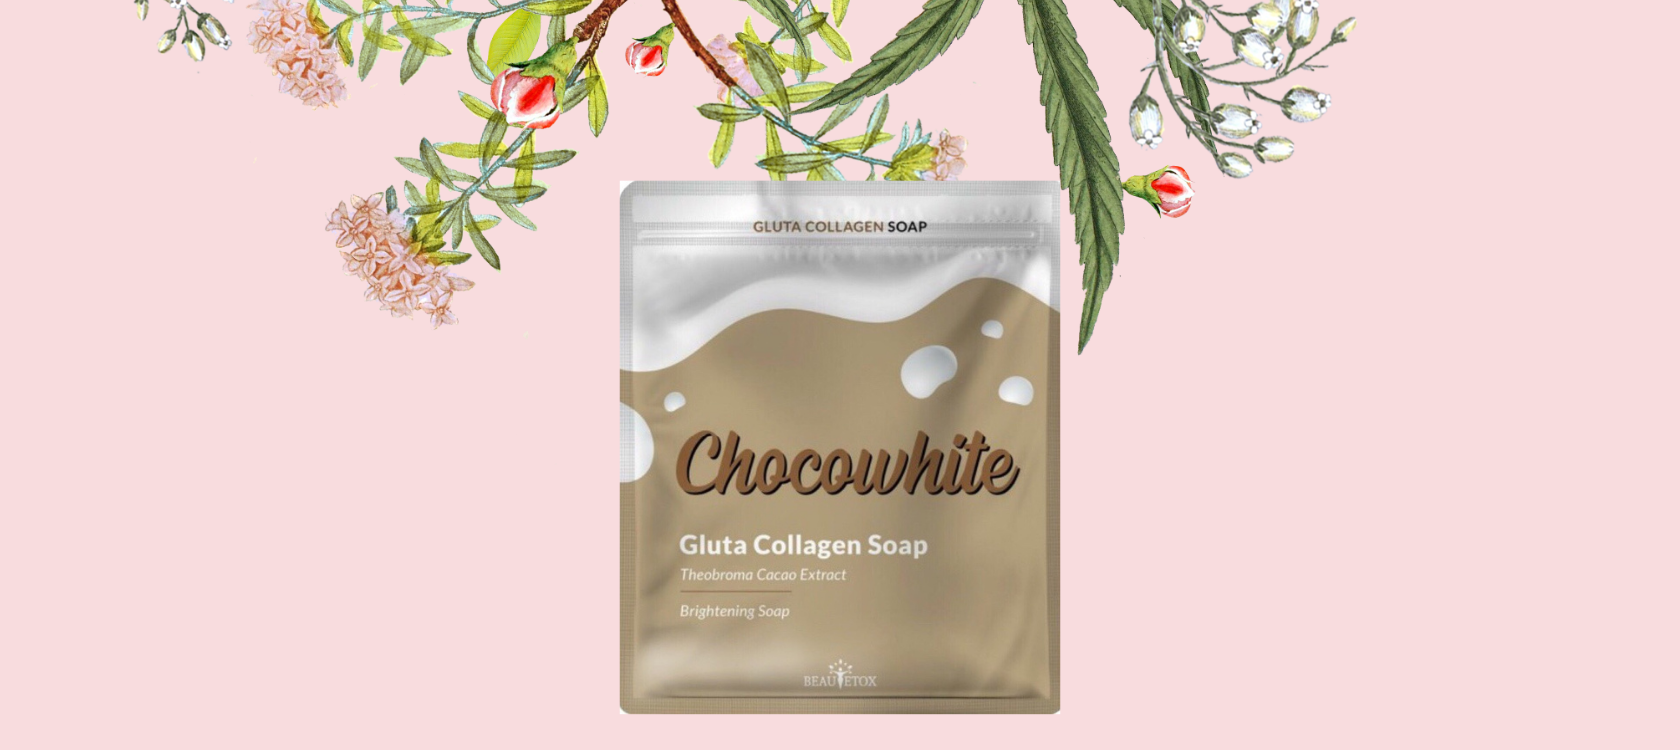 GLUTA COLLAGEN SOAP
Chocowhite
Gluta Collagen Soap
Theobroma Cacao Extract
Brightening Soap
BEAUTETOX